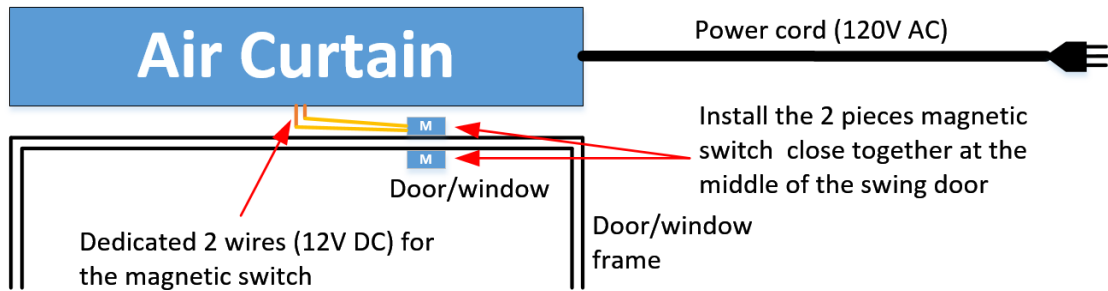 Air Curtain
Power cord (120V AC)
M
M
Install the 2 pieces magnetic
switch close together at the
middle of the swing door
Door/window
Dedicated 2 wires (12V DC) for
the magnetic switch
Door/window
frame